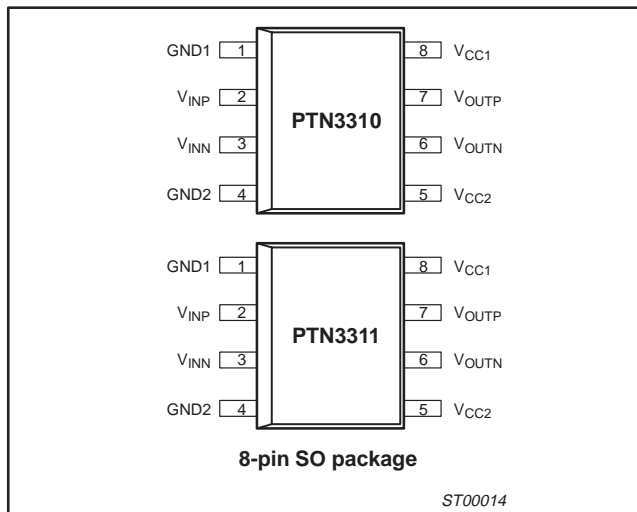 GND1 1 8 VCC1
VINP 2 7 VOUTP
PTN3310
VINN 3 6 VOUTN
GND2 4 5 VCC2
GND1 1 8 VCC1
VINP 2 7 VOUTP
PTN3311
VINN 3 6 VOUTN
GND2 4 5 VCC2
8-pin SO package
ST00014